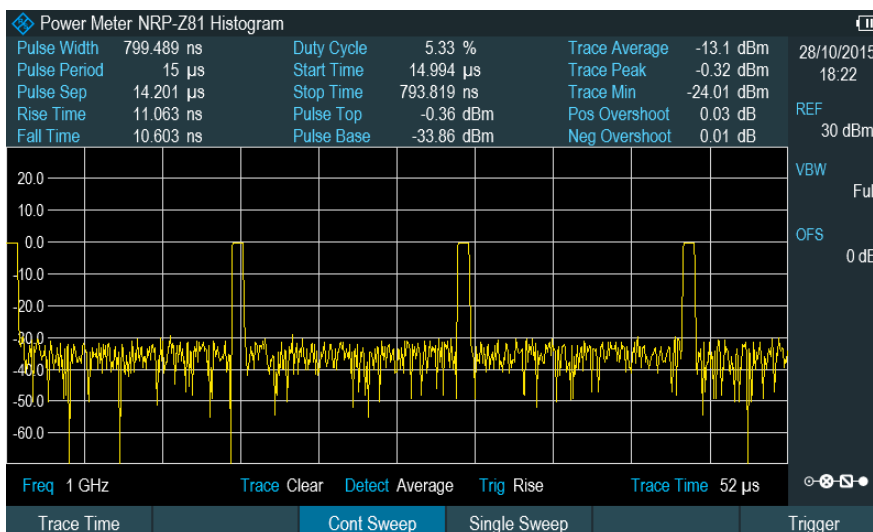 Power Meter NRP-Z81 Histogram
Pulse Width 799.489 ns Duty Cycle 5.33 % Trace Average -13.1 dBm
Pulse Period 15 µs Start Time 14.994 µs Trace Peak -0.32 dBm
Pulse Sep 14.201 µs Stop Time 793.819 ns Trace Min -24.01 dBm
Rise Time 11.063 ns Pulse Top -0.36 dBm Pos Overshoot 0.03 dB
Fall Time 10.603 ns Pulse Base -33.86 dBm Neg Overshoot 0.01 dB
28/10/2015
18:22
REF
30 dBm
VBW
Ful
OFS
0 dB
20.0
10.0
0.0
-10.0
-20.0
-30.0
-40.0
-50.0
-60.0
Freq 1 GHz Trace Clear Detect Average Trig Rise Trace Time 52 µs
Trace Time Cont Sweep Single Sweep Trigger